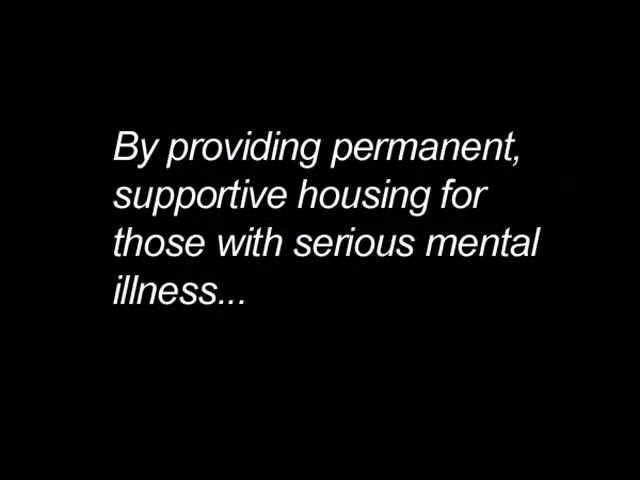 By providing permanent,
supportive housing for
those with serious mental
illness...